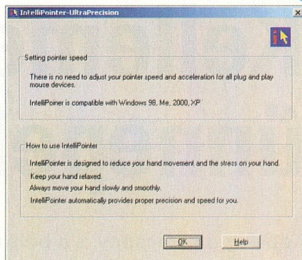 IntelliPointer-UltraPrecision
Setting pointer speed
There is no need to adjust your pointer speed and acceleration for all plug and play
mouse devices.
IntelliPoiner is compatible with Windows 98, Me, 2000, XP
How to use IntelliPointer
IntelliPointer is designed to reduce your hand movement and the stress on your hand.
Keep your hand relaxed.
Always move your hand slowly and smoothly.
IntelliPointer automatically provides proper precision and speed for you.
OK
Help